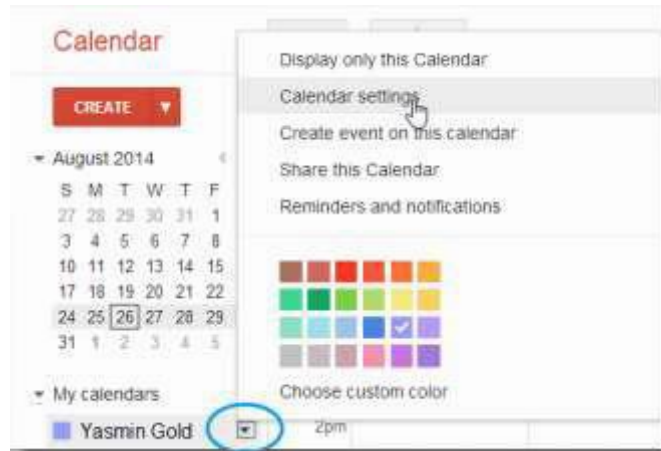 Calendar
CREATE
August 2014
S M T W T F
27 28 29 30 31 1
3 4 5 6 7 8
10 11 12 13 14 15
17 18 19 20 21 22
24 25 26 27 28 29
31 1 2 3 4 5
My calendars
Yasmin Gold
Display only this Calendar
Calendar settings
Create event on this calendar
Share this Calendar
Reminders and notifications
Choose custom color
2pm